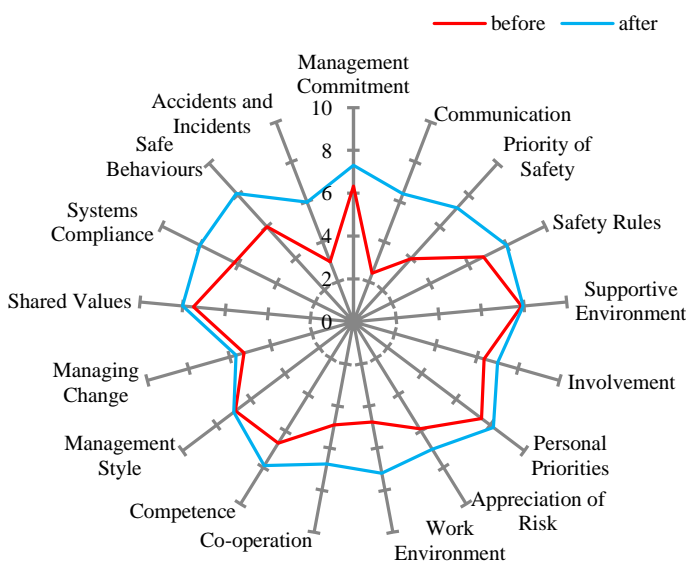 before
after
Management
Commitment
Communication
Priority of
Safety
Safety Rules
Supportive
Environment
Involvement
Personal
Priorities
Appreciation of
Risk
Work
Environment
Co-operation
Competence
Management
Style
Managing
Change
Shared Values
Systems
Compliance
Safe
Behaviours
Accidents and
Incidents
10
8
6
4
2
0